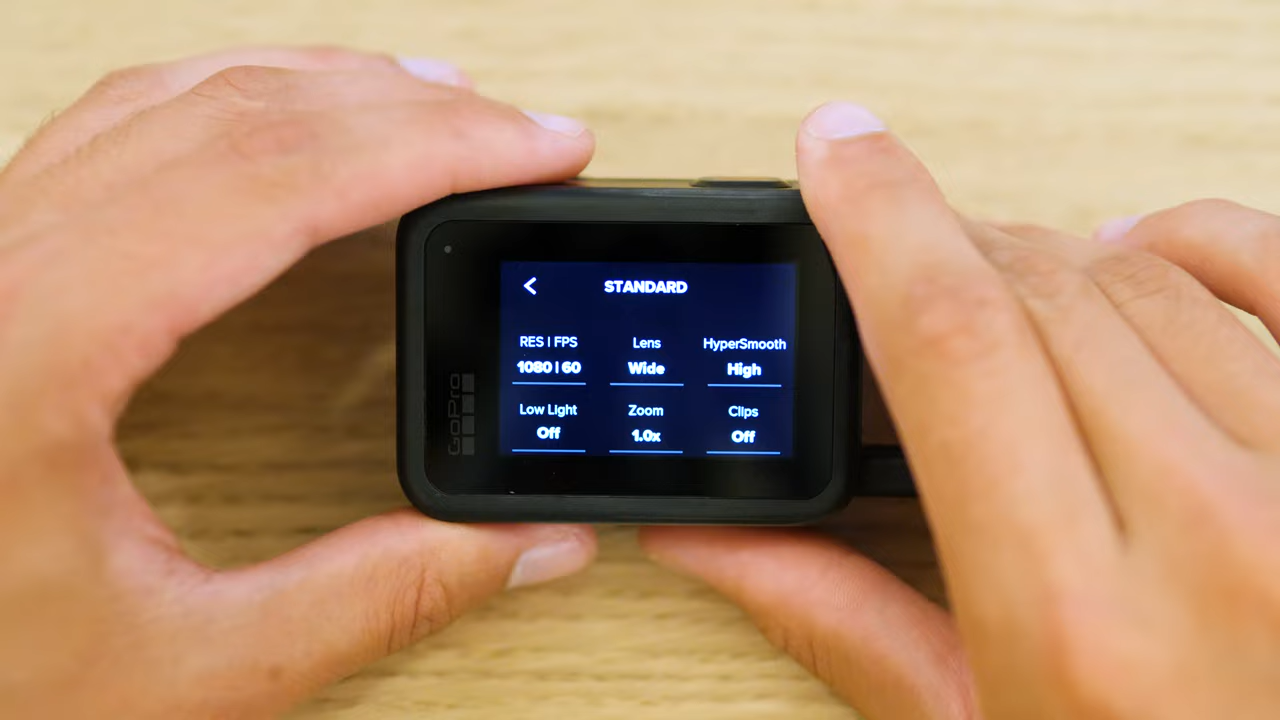 STANDARD
RES | FPS
1080 | 60
Lens
Wide
HyperSmooth
High
Low Light
Off
Zoom
1.0x
Clips
Off
GoPro